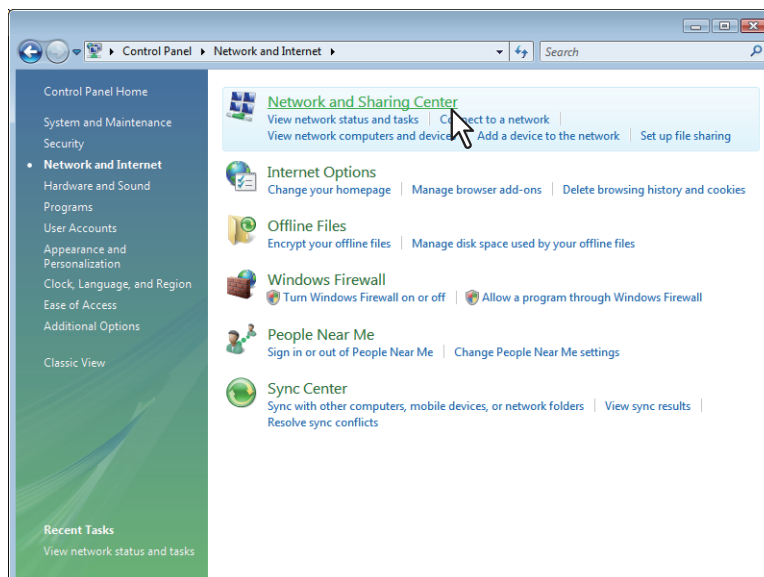 Control Panel Network and Internet Search
Control Panel Home
System and Maintenance
Security
Network and Internet
Hardware and Sound
Programs
User Accounts
Appearance and
Personalization
Clock, Language, and Region
Ease of Access
Additional Options
Classic View
Recent Tasks
View network status and tasks
Network and Sharing Center
View network status and tasks Connect to a network
View network computers and devices Add a device to the network Set up file sharing
Internet Options
Change your homepage Manage browser add-ons Delete browsing history and cookies
Offline Files
Encrypt your offline files Manage disk space used by your offline files
Windows Firewall
Turn Windows Firewall on or off Allow a program through Windows Firewall
People Near Me
Sign in or out of People Near Me Change People Near Me settings
Sync Center
Sync with other computers, mobile devices, or network folders View sync results
Resolve sync conflicts